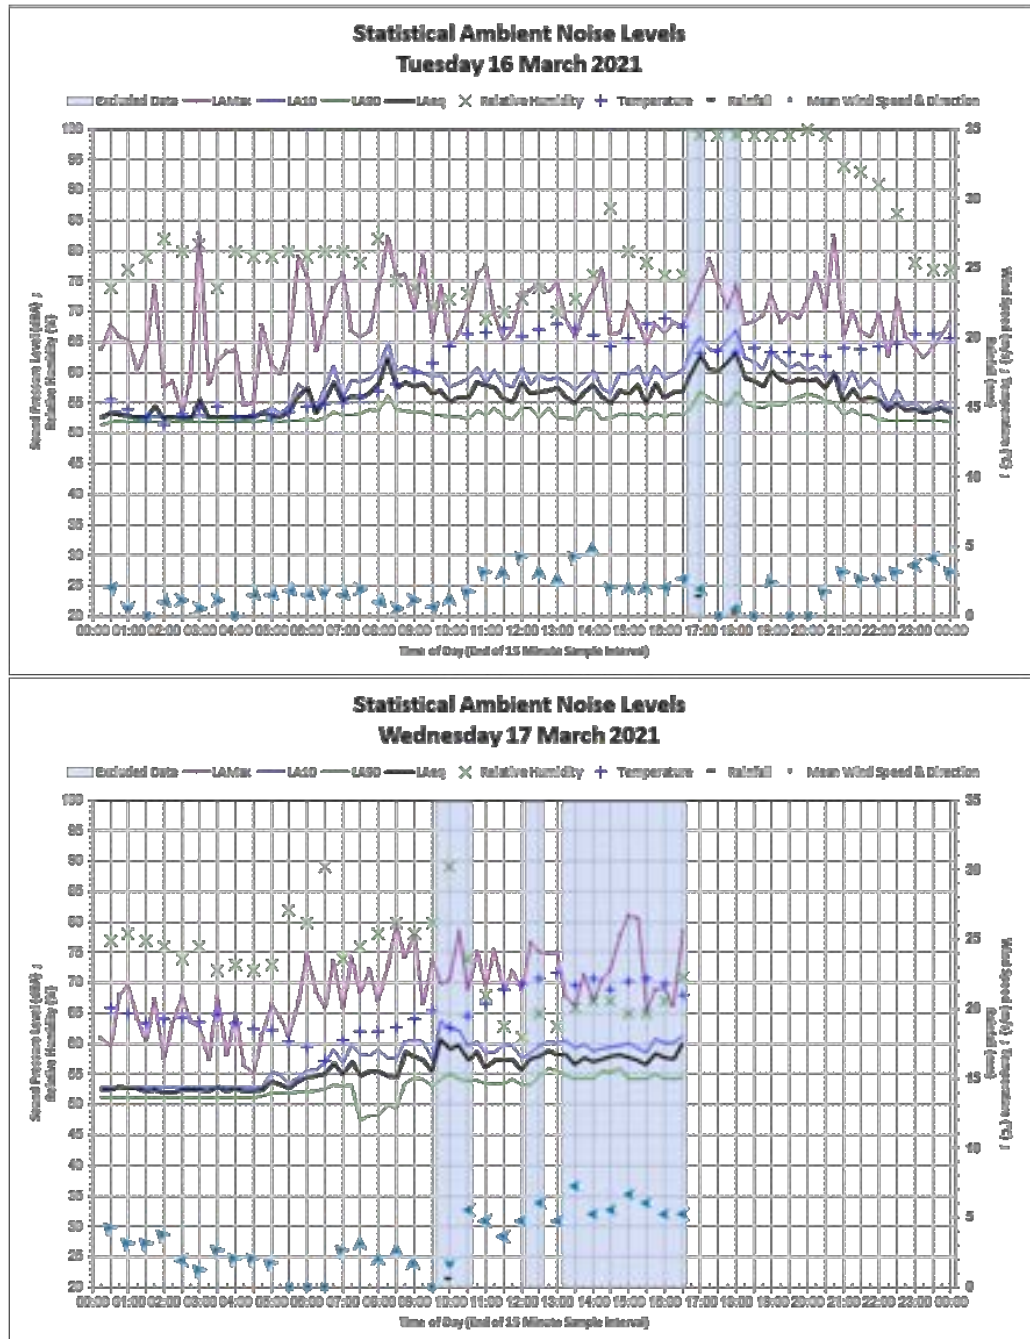 Statistical Ambient Noise Levels
Tuesday 16 March 2021
Excluded Data LAMax LA10 LA90 LAeq Relative Humidity Temperature Rainfall Mean Wind Speed & Direction
100
95
90
85
80
75
70
65
60
55
50
45
40
35
30
25
20
Sound Pressure Level (dBA) ;
Relative Humidity (%)
35
30
25
20
15
10
5
0
Wind Speed (m/s) ; Temperature (°C) ;
Rainfall (mm)
00:00 01:00 02:00 03:00 04:00 05:00 06:00 07:00 08:00 09:00 10:00 11:00 12:00 13:00 14:00 15:00 16:00 17:00 18:00 19:00 20:00 21:00 22:00 23:00 00:00
Time of Day (End of 15 Minute Sample Interval)
Statistical Ambient Noise Levels
Wednesday 17 March 2021
Excluded Data LAMax LA10 LA90 LAeq Relative Humidity Temperature Rainfall Mean Wind Speed & Direction
100
95
90
85
80
75
70
65
60
55
50
45
40
35
30
25
20
Sound Pressure Level (dBA) ;
Relative Humidity (%)
35
30
25
20
15
10
5
0
Wind Speed (m/s) ; Temperature (°C) ;
Rainfall (mm)
00:00 01:00 02:00 03:00 04:00 05:00 06:00 07:00 08:00 09:00 10:00 11:00 12:00 13:00 14:00 15:00 16:00 17:00 18:00 19:00 20:00 21:00 22:00 23:00 00:00
Time of Day (End of 15 Minute Sample Interval)